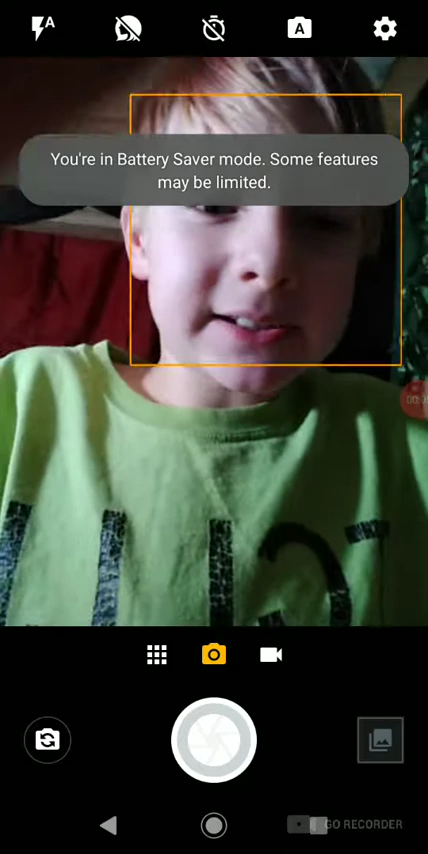 A
A
You're in Battery Saver mode. Some features
may be limited.
GO RECORDER